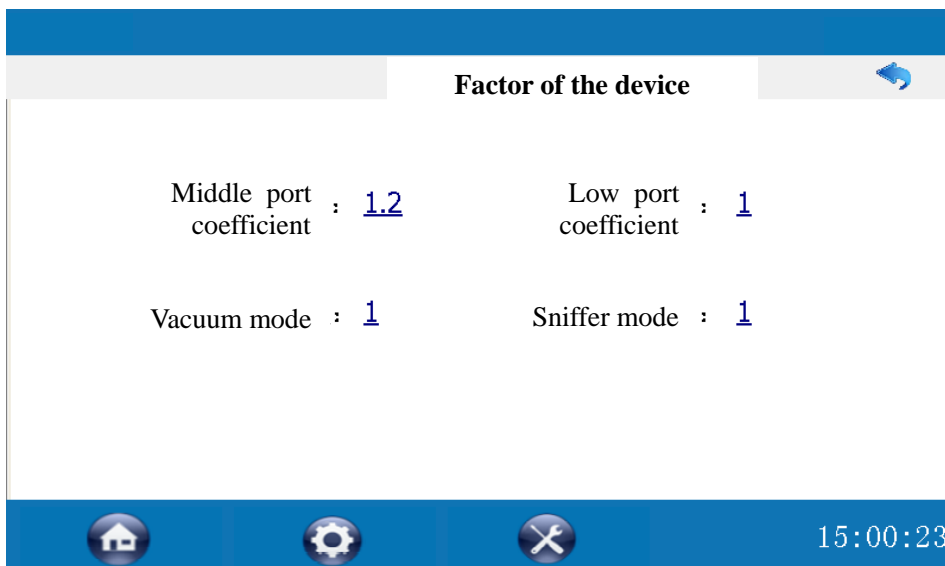 Factor of the device
Middle port coefficient : 1.2
Low port coefficient : 1
Vacuum mode : 1
Sniffer mode : 1
15:00:23